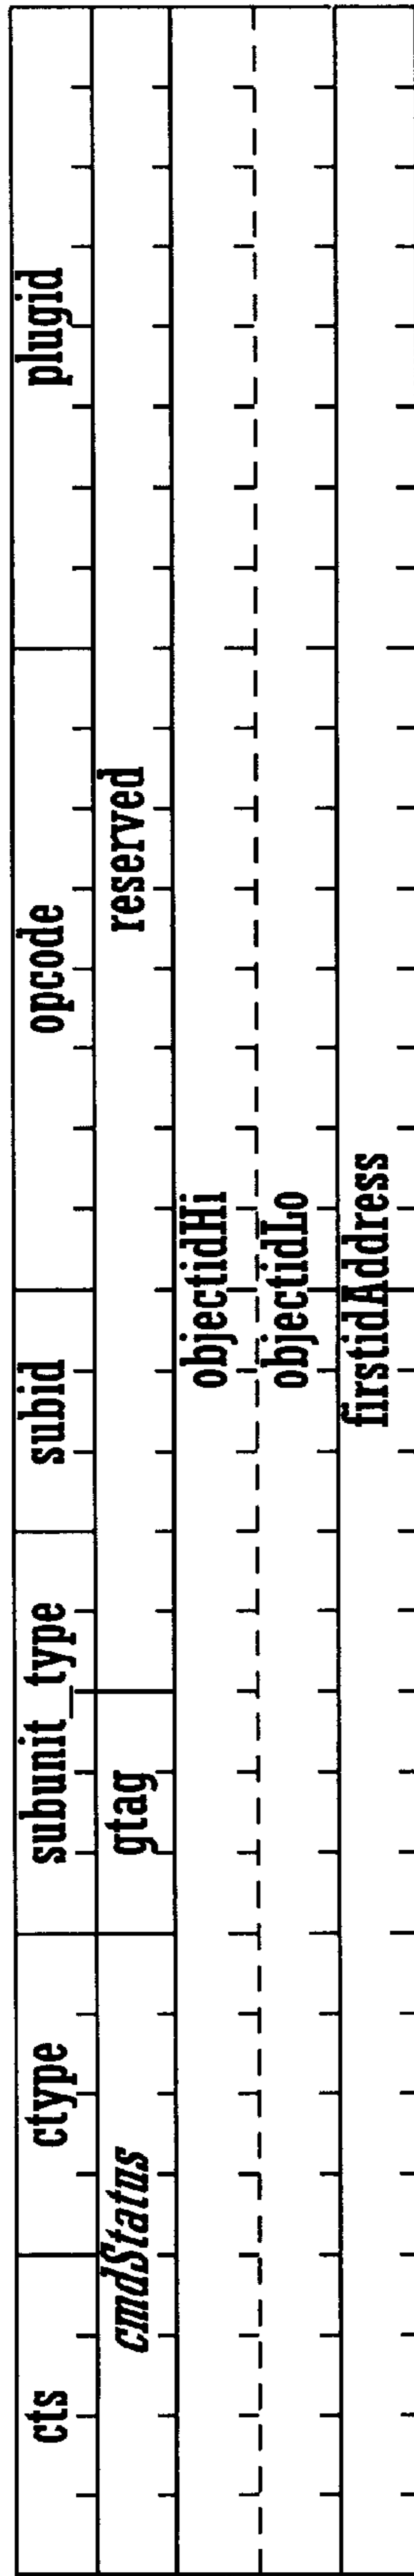 cts ctype subunit_type subid opcode plugid
cmdStatus gtag reserved
objectidHi
objectidLo
firstidAddress